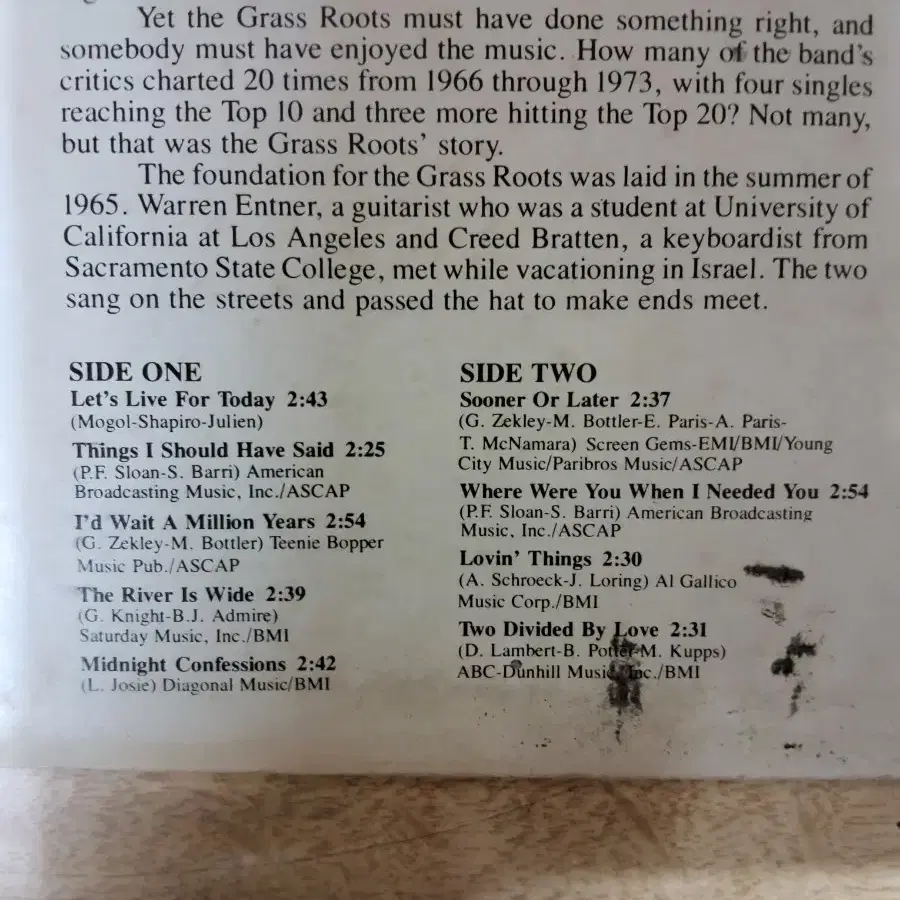 Yet the Grass Roots must have done something right, and
somebody must have enjoyed the music. How many of the band's
critics charted 20 times from 1966 through 1973, with four singles
reaching the Top 10 and three more hitting the Top 20? Not many,
but that was the Grass Roots' story.
The foundation for the Grass Roots was laid in the summer of
1965. Warren Entner, a guitarist who was a student at University of
California at Los Angeles and Creed Bratten, a keyboardist from
Sacramento State College, met while vacationing in Israel. The two
sang on the streets and passed the hat to make ends meet.
SIDE ONE
Let's Live For Today 2:43
(Mogol-Shapiro-Julien)
Things I Should Have Said 2:25
(P.F. Sloan-S. Barri) American
Broadcasting Music, Inc./ASCAP
I'd Wait A Million Years 2:54
(G. Zekley-M. Bottler) Teenie Bopper
Music Pub./ASCAP
The River Is Wide 2:39
(G. Knight-B.J. Admire)
Saturday Music, Inc./BMI
Midnight Confessions 2:42
(L. Josie) Diagonal Music/BMI
SIDE TWO
Sooner Or Later 2:37
(G. Zekley-M. Bottler-E. Paris-A. Paris-
T. McNamara) Screen Gems-EMI/BMI/Young
City Music/Paribros Music/ASCAP
Where Were You When I Needed You 2:54
(P.F. Sloan-S. Barri) American Broadcasting
Music, Inc./ASCAP
Lovin' Things 2:30
(A. Schroeck-J. Loring) Al Gallico
Music Corp./BMI
Two Divided By Love 2:31
(D. Lambert-B. Potter-M. Kupps)
ABC-Dunhill Music, Inc./BMI